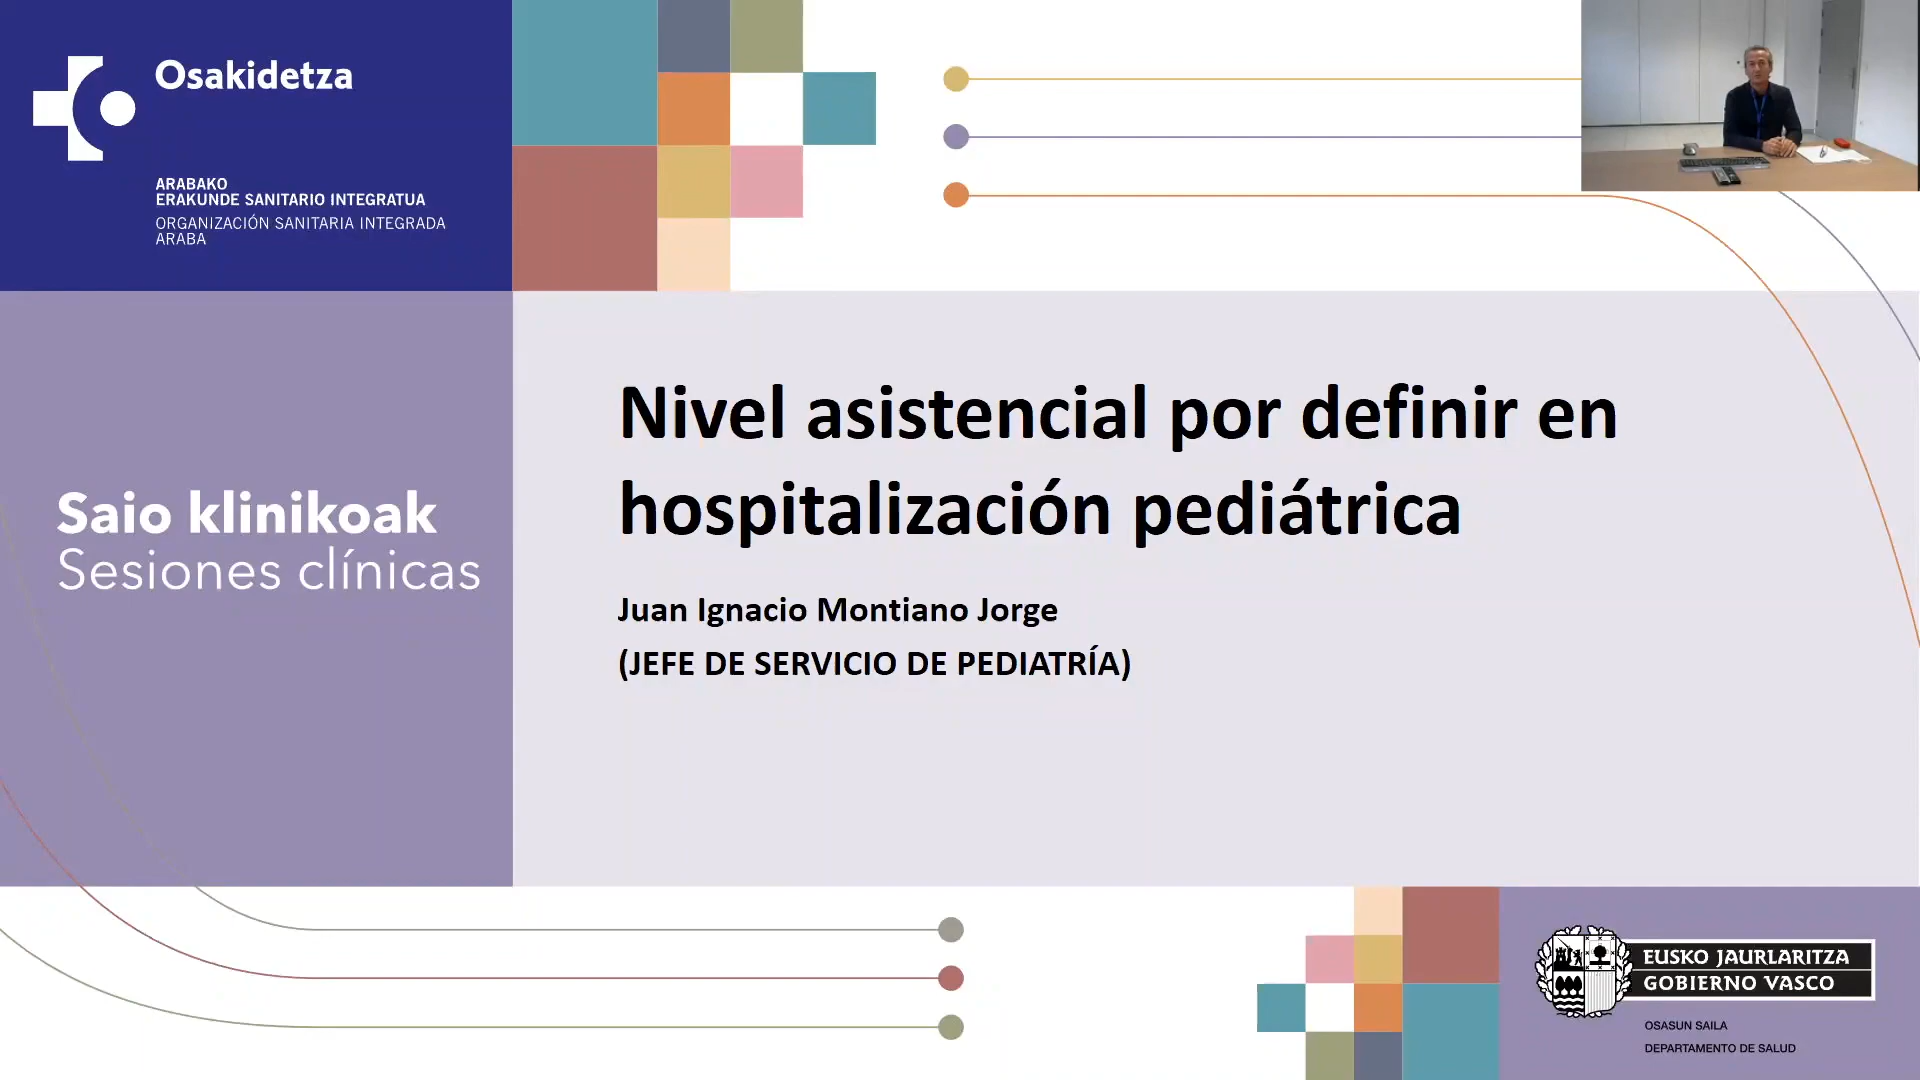 Osakidetza
ARABAKO
ERAKUNDE SANITARIO INTEGRATUA
ORGANIZACIÓN SANITARIA INTEGRADA
ARABA
Saio klinikoak
Sesiones clínicas
Nivel asistencial por definir en
hospitalización pediátrica
Juan Ignacio Montiano Jorge
(JEFE DE SERVICIO DE PEDIATRÍA)
EUSKO JAURLARITZA
GOBIERNO VASCO
OSASUN SAILA
DEPARTAMENTO DE SALUD